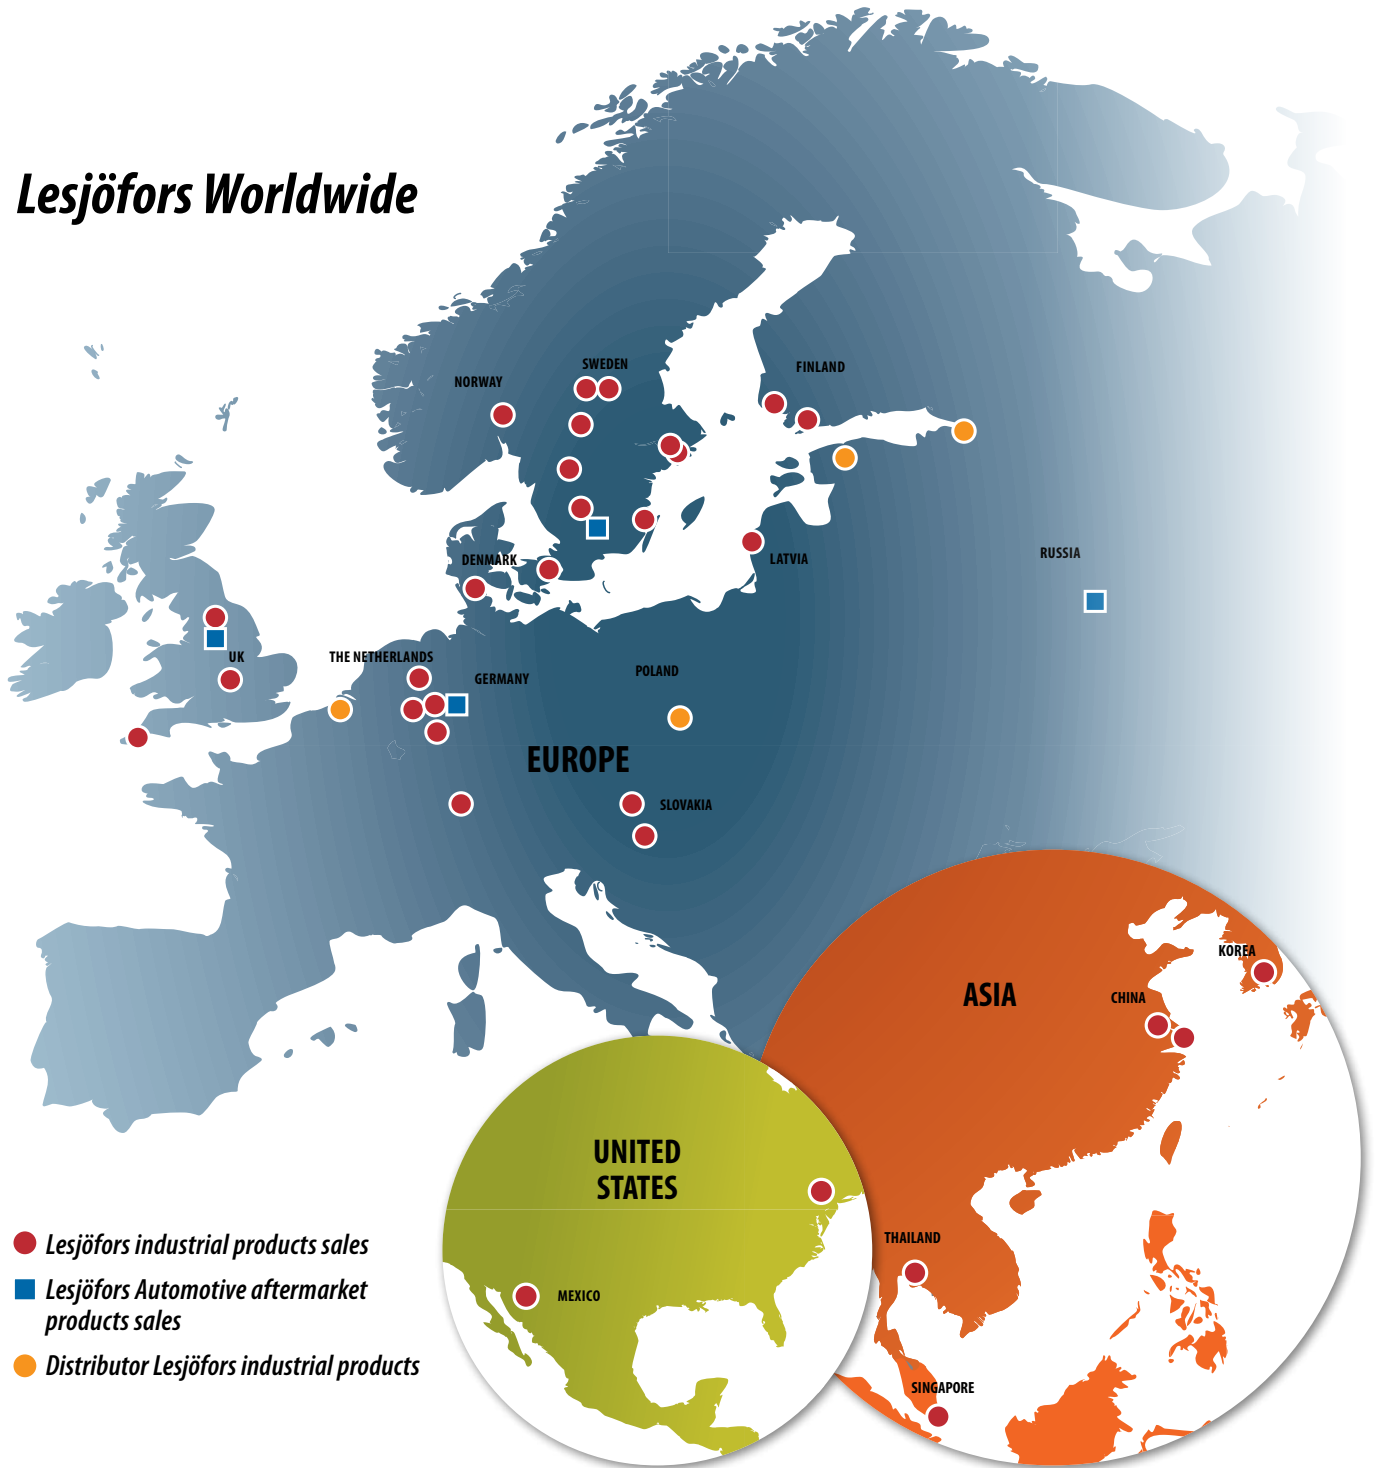 Lesjöfors Worldwide
SWEDEN
FINLAND
NORWAY
RUSSIA
DENMARK
LATVIA
UK
THE NETHERLANDS
GERMANY
POLAND
EUROPE
SLOVAKIA
KOREA
ASIA
CHINA
UNITED
STATES
THAILAND
MEXICO
SINGAPORE
Lesjöfors industrial products sales
Lesjöfors Automotive aftermarket
products sales
Distributor Lesjöfors industrial products